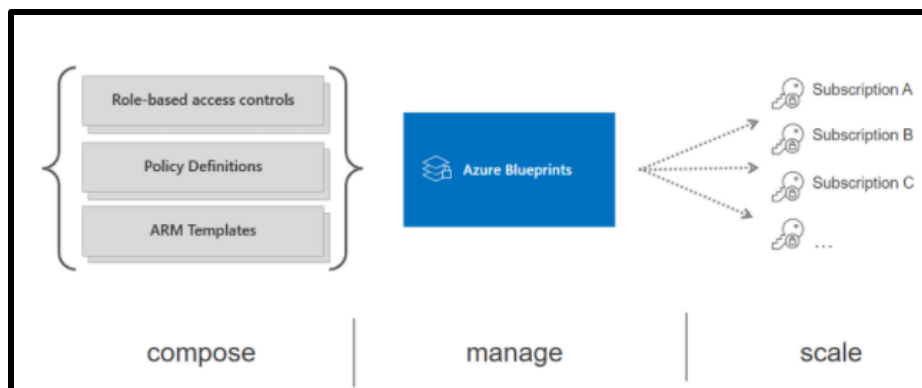 Role-based access controls
Policy Definitions
ARM Templates
Azure Blueprints
Subscription A
Subscription B
Subscription C
...
compose
manage
scale